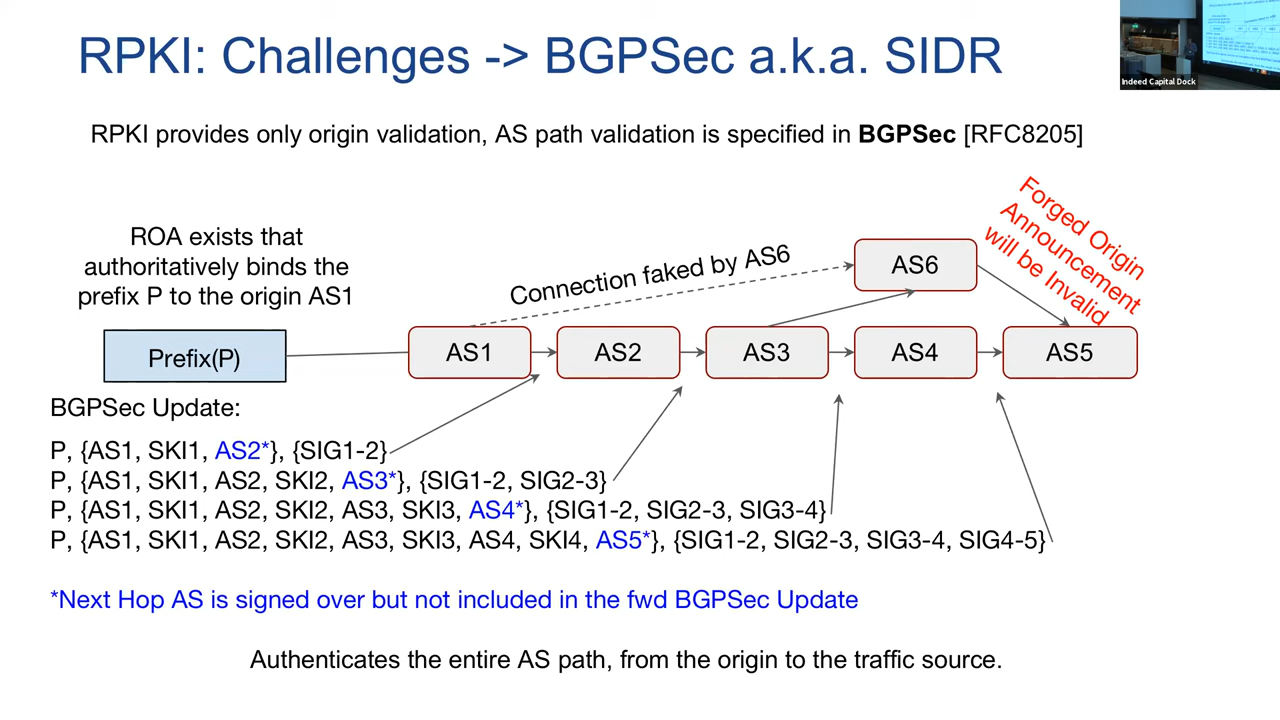 RPKI: Challenges -> BGPSec a.k.a. SIDR
Indeed Capital Dock
RPKI provides only origin validation, AS path validation is specified in BGPSec [RFC8205]
ROA exists that
authoritatively binds the
prefix P to the origin AS1
Connection faked by AS6
AS6
Forged Origin
Announcement
will be Invalid
Prefix(P)
AS1
AS2
AS3
AS4
AS5
BGPSec Update:
P, {AS1, SKI1, AS2*}, {SIG1-2}
P, {AS1, SKI1, AS2, SKI2, AS3*}, {SIG1-2, SIG2-3}
P, {AS1, SKI1, AS2, SKI2, AS3, SKI3, AS4*}, {SIG1-2, SIG2-3, SIG3-4}
P, {AS1, SKI1, AS2, SKI2, AS3, SKI3, AS4, SKI4, AS5*}, {SIG1-2, SIG2-3, SIG3-4, SIG4-5}
*Next Hop AS is signed over but not included in the fwd BGPSec Update
Authenticates the entire AS path, from the origin to the traffic source.